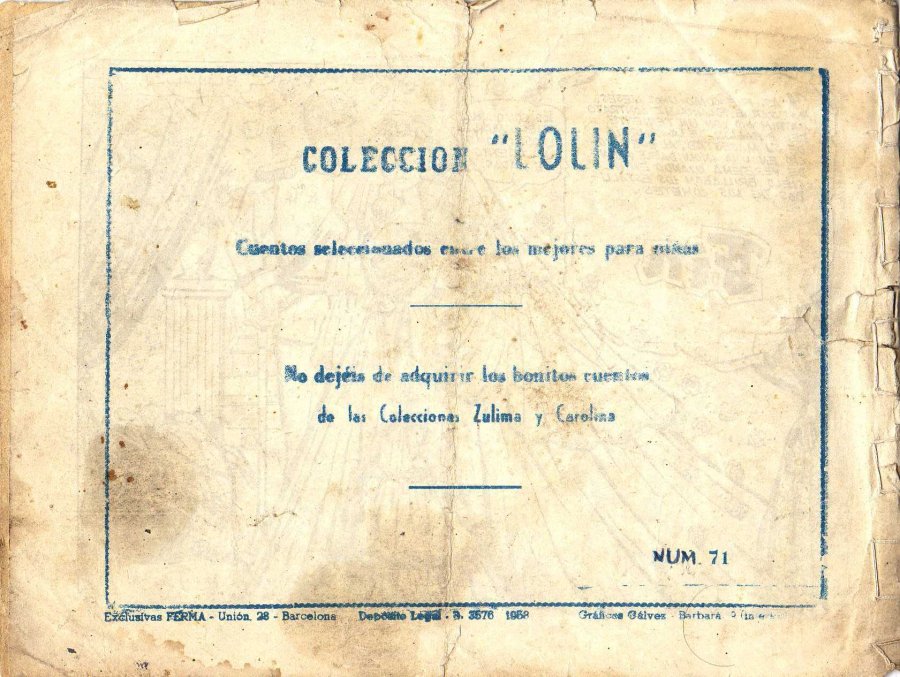 COLECCION "LOLIN"
Cuentos seleccionados entre los mejores para niñas
No dejéis de adquirir los bonitos cuentos
de las Colecciones Zulima y Carolina
NUM. 71
Exclusivas FERMA - Unión, 28 - Barcelona Depósito Legal - B. 3576 1958 Gráficas Gálvez - Barbará,